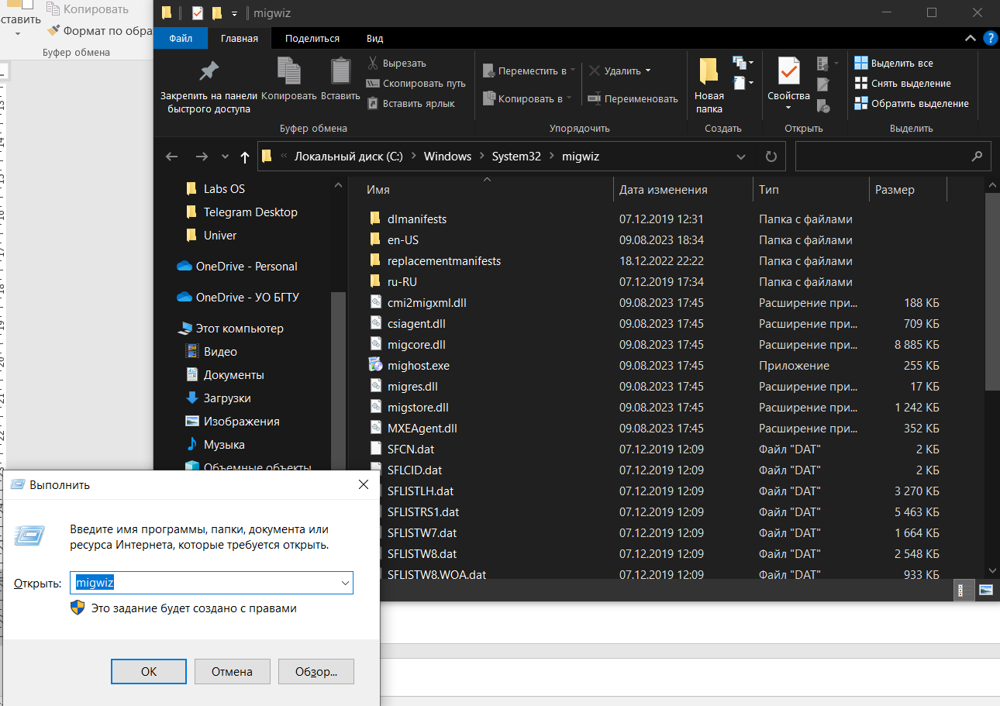 Копировать
ставить
Формат по обра
Буфер обмена
migwiz
Файл
Главная
Поделиться
Вид
Закрепить на панели
быстрого доступа
Копировать
Вставить
Вырезать
Скопировать путь
Вставить ярлык
Буфер обмена
Переместить в
Копировать в
Удалить
Переименовать
Упорядочить
Новая
папка
Создать
Свойства
Открыть
Выделить все
Снять выделение
Обратить выделение
Выделить
« Локальный диск (C:) > Windows > System32 > migwiz
Labs OS
Telegram Desktop
Univer
OneDrive - Personal
OneDrive - УО БГТУ
Этот компьютер
Видео
Документы
Загрузки
Изображения
Музыка
Объемные объекты
Имя Дата изменения Тип Размер
dlmanifests 07.12.2019 12:31 Папка с файлами
en-US 09.08.2023 18:34 Папка с файлами
replacementmanifests 18.12.2022 22:22 Папка с файлами
ru-RU 07.12.2019 17:34 Папка с файлами
cmi2migxml.dll 09.08.2023 17:45 Расширение при... 188 КБ
csiagent.dll 09.08.2023 17:45 Расширение при... 709 КБ
migcore.dll 09.08.2023 17:45 Расширение при... 8 885 КБ
mighost.exe 09.08.2023 17:45 Приложение 255 КБ
migres.dll 09.08.2023 17:45 Расширение при... 17 КБ
migstore.dll 09.08.2023 17:45 Расширение при... 1 242 КБ
MXEAgent.dll 09.08.2023 17:45 Расширение при... 352 КБ
SFCN.dat 07.12.2019 12:09 Файл "DAT" 2 КБ
SFLCID.dat 07.12.2019 12:09 Файл "DAT" 2 КБ
SFLISTLH.dat 07.12.2019 12:09 Файл "DAT" 3 270 КБ
SFLISTRS1.dat 07.12.2019 12:09 Файл "DAT" 5 463 КБ
SFLISTW7.dat 07.12.2019 12:09 Файл "DAT" 1 664 КБ
SFLISTW8.dat 07.12.2019 12:09 Файл "DAT" 2 548 КБ
SFLISTW8.WOA.dat 07.12.2019 12:09 Файл "DAT" 933 КБ
Выполнить
Введите имя программы, папки, документа или
ресурса Интернета, которые требуется открыть.
Открыть: migwiz
Это задание будет создано с правами
ОК
Отмена
Обзор...